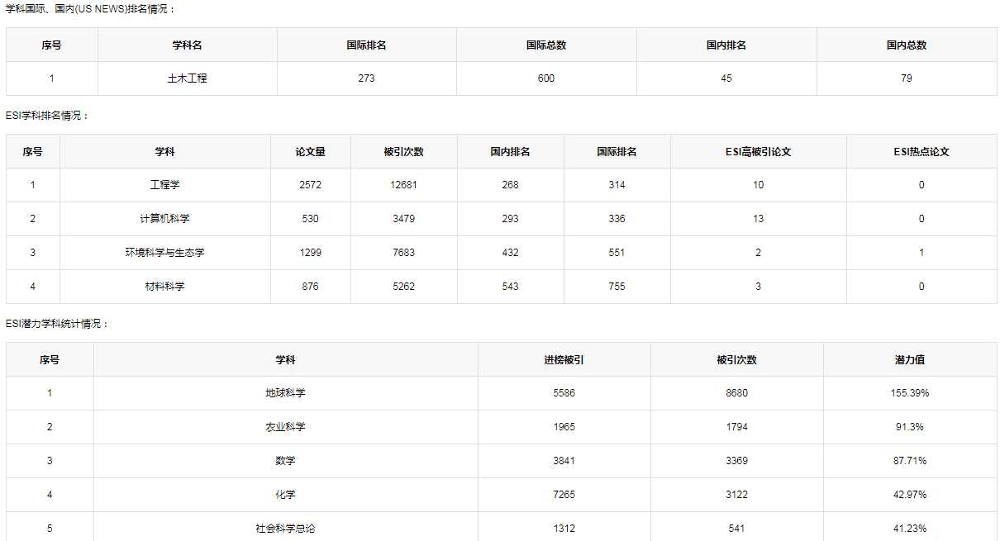 学科国际、国内(US NEWS)排名情况：
序号 学科名 国际排名 国际总数 国内排名 国内总数
1 土木工程 273 600 45 79
ESI学科排名情况：
序号 学科 论文量 被引次数 国内排名 国际排名 ESI高被引论文 ESI热点论文
1 工程学 2572 12681 268 314 10 0
2 计算机科学 530 3479 293 336 13 0
3 环境科学与生态学 1299 7683 432 551 2 1
4 材料科学 876 5262 543 755 3 0
ESI潜力学科统计情况：
序号 学科 进榜被引 被引次数 潜力值
1 地球科学 5586 8680 155.39%
2 农业科学 1965 1794 91.3%
3 数学 3841 3369 87.71%
4 化学 7265 3122 42.97%
5 社会科学总论 1312 541 41.23%